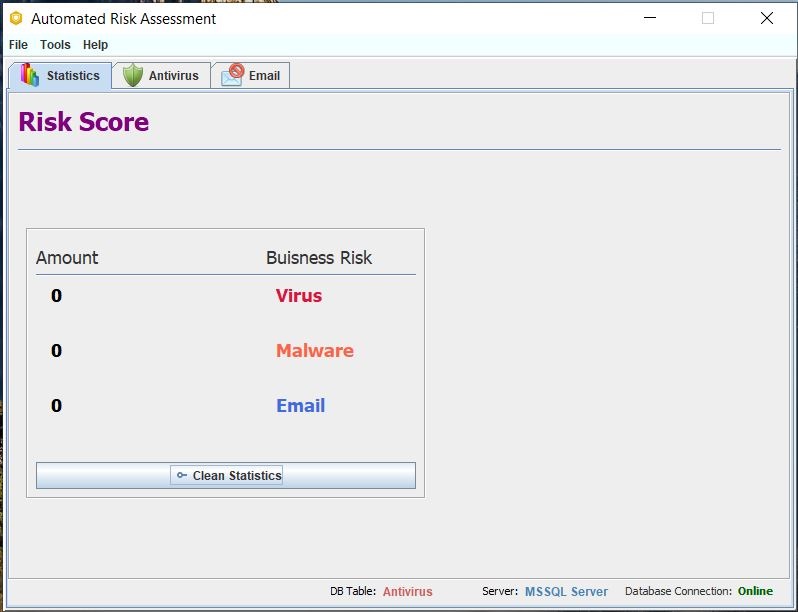 Automated Risk Assessment
File Tools Help
Statistics Antivirus Email
Risk Score
Amount Buisness Risk
0 Virus
0 Malware
0 Email
Clean Statistics
DB Table: Antivirus Server: MSSQL Server Database Connection: Online